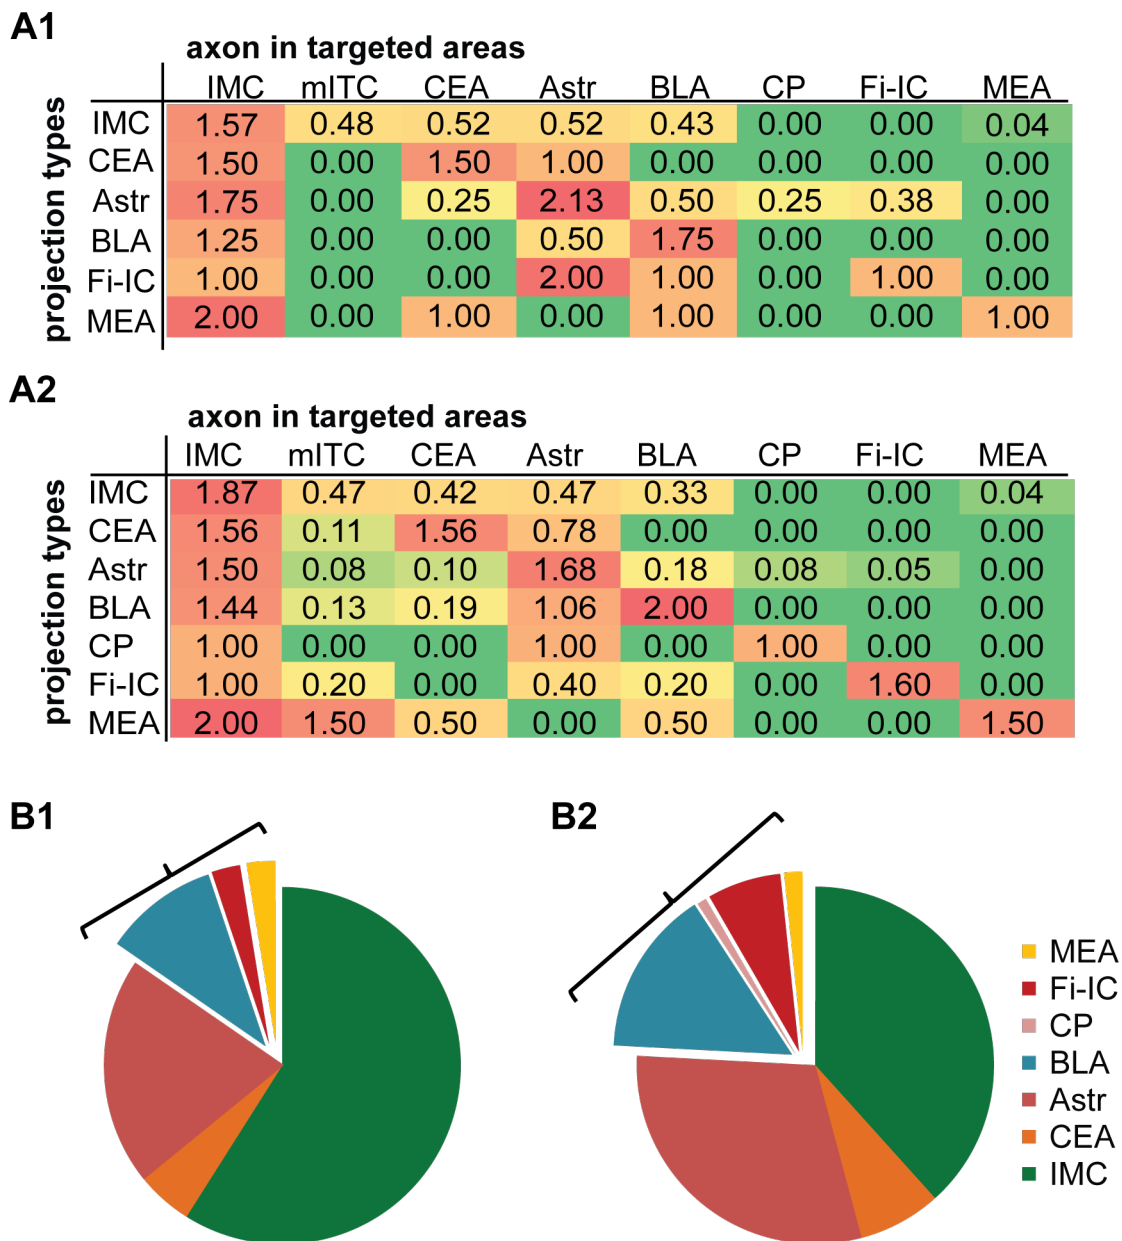 A1
axon in targeted areas
IMC mITC CEA Astr BLA CP Fi-IC MEA
projection types
IMC 1.57 0.48 0.52 0.52 0.43 0.00 0.00 0.04
CEA 1.50 0.00 1.50 1.00 0.00 0.00 0.00 0.00
Astr 1.75 0.00 0.25 2.13 0.50 0.25 0.38 0.00
BLA 1.25 0.00 0.00 0.50 1.75 0.00 0.00 0.00
Fi-IC 1.00 0.00 0.00 2.00 1.00 0.00 1.00 0.00
MEA 2.00 0.00 1.00 0.00 1.00 0.00 0.00 1.00
A2
axon in targeted areas
IMC mITC CEA Astr BLA CP Fi-IC MEA
projection types
IMC 1.87 0.47 0.42 0.47 0.33 0.00 0.00 0.04
CEA 1.56 0.11 1.56 0.78 0.00 0.00 0.00 0.00
Astr 1.50 0.08 0.10 1.68 0.18 0.08 0.05 0.00
BLA 1.44 0.13 0.19 1.06 2.00 0.00 0.00 0.00
CP 1.00 0.00 0.00 1.00 0.00 1.00 0.00 0.00
Fi-IC 1.00 0.20 0.00 0.40 0.20 0.00 1.60 0.00
MEA 2.00 1.50 0.50 0.00 0.50 0.00 0.00 1.50
B1
B2
MEA
Fi-IC
CP
BLA
Astr
CEA
IMC